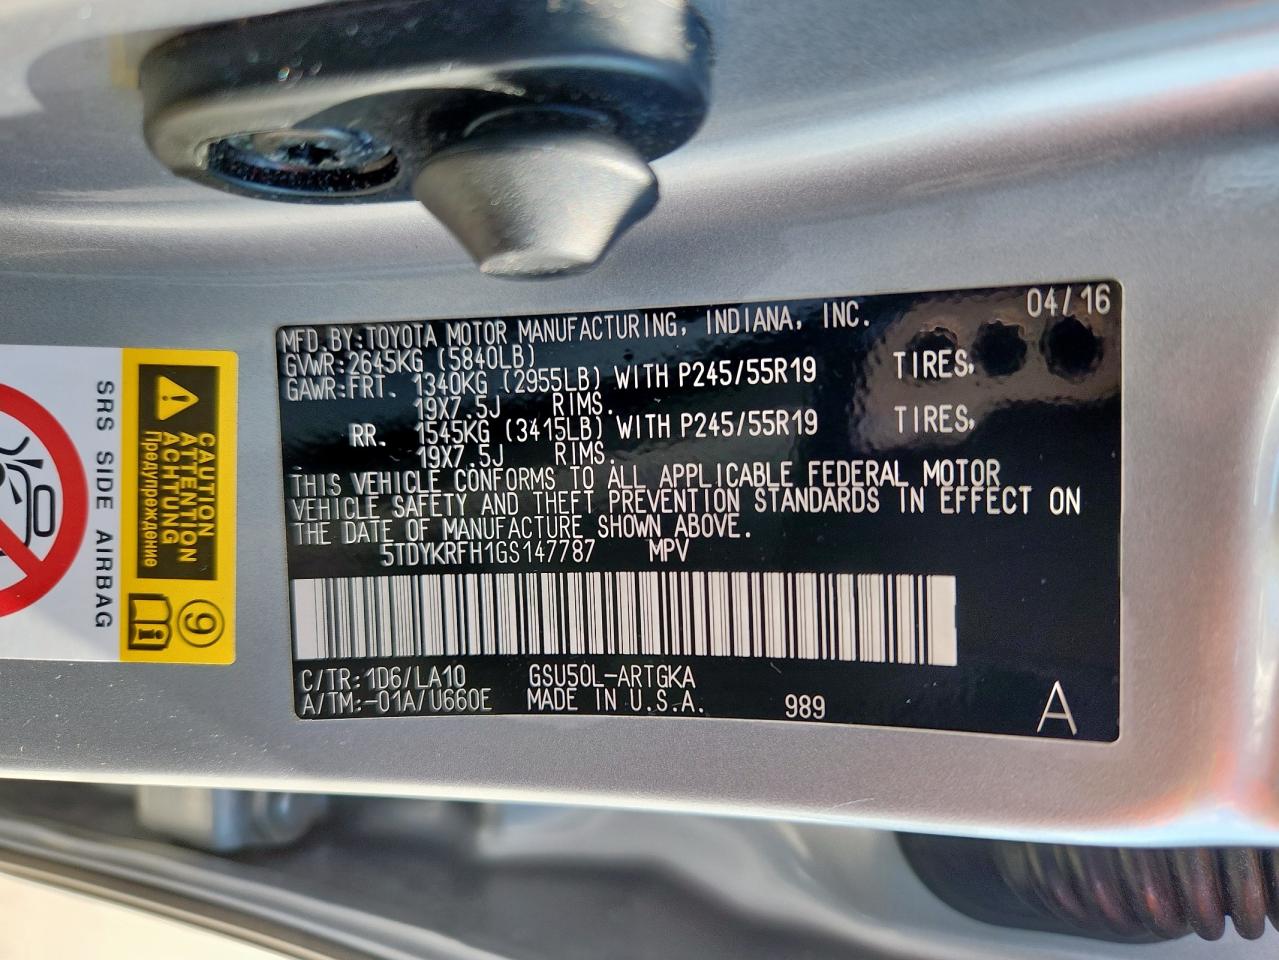 04/16
MFD.BY:TOYOTA MOTOR MANUFACTURING, INDIANA, INC.
GVWR:2645KG (5840LB)
GAWR:FRT. 1340KG (2955LB) WITH P245/55R19 TIRES,
19X7.5J RIMS.
RR. 1545KG (3415LB) WITH P245/55R19 TIRES,
19X7.5J RIMS.
THIS VEHICLE CONFORMS TO ALL APPLICABLE FEDERAL MOTOR
VEHICLE SAFETY AND THEFT PREVENTION STANDARDS IN EFFECT ON
THE DATE OF MANUFACTURE SHOWN ABOVE.
5TDYKRFH1GS147787 MPV
C/TR:1D6/LA10 GSU50L-ARTGKA
A/TM:-01A/U660E MADE IN U.S.A. 989 A
CAUTION
ATTENTION
ACHTUNG
Предупреждение
9
SRS SIDE AIRBAG